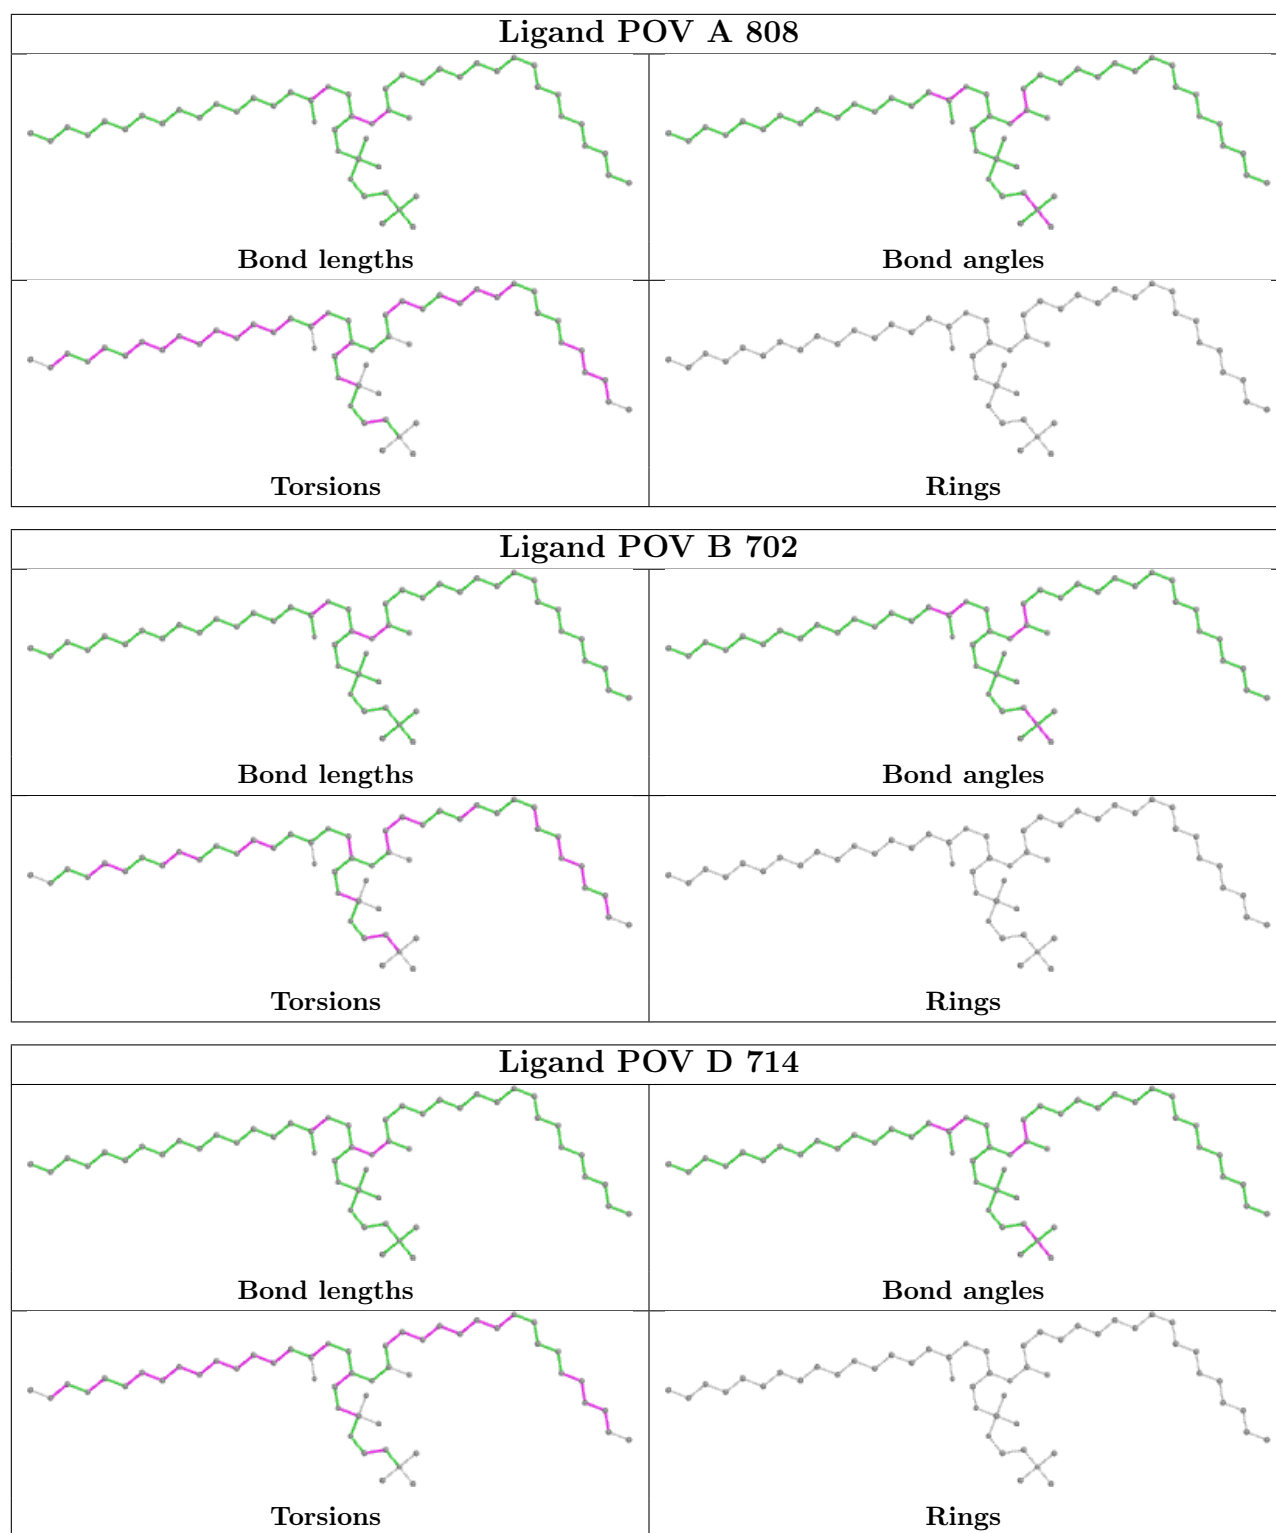 Ligand POV A 808
Bond lengths
Bond angles
Torsions
Rings
Ligand POV B 702
Bond lengths
Bond angles
Torsions
Rings
Ligand POV D 714
Bond lengths
Bond angles
Torsions
Rings